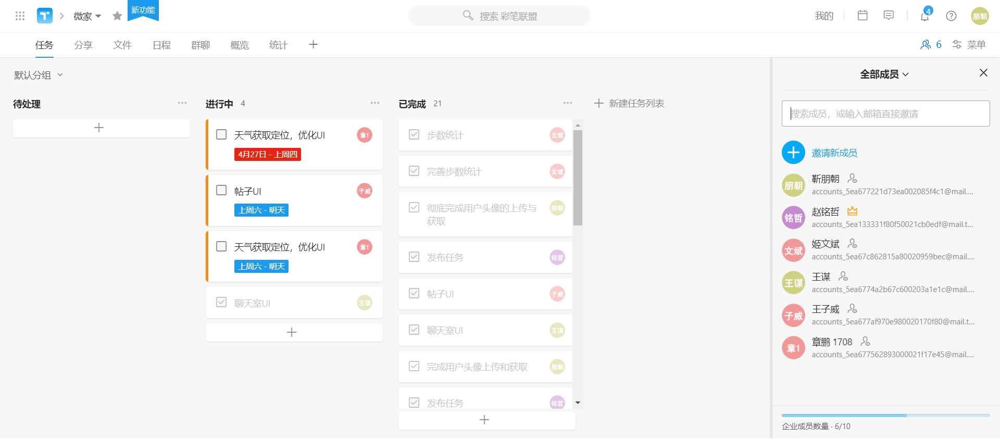 微家
新功能
搜索 彩笔联盟
我的
4
朋朝
任务
分享
文件
日程
群聊
概览
统计
6
菜单
默认分组
待处理
进行中 4
天气获取定位，优化UI
章1
4月27日 - 上周四
帖子UI
子威
上周六 - 明天
天气获取定位，优化UI
章1
上周六 - 明天
聊天室UI
王谋
已完成 21
步数统计
文斌
完善步数统计
文斌
彻底完成用户头像的上传与
获取
朋朝
发布任务
铭哲
帖子UI
子威
聊天室UI
王谋
完成用户头像上传和获取
朋朝
发布任务
铭哲
新建任务列表
全部成员
搜索成员，或输入邮箱直接邀请
邀请新成员
朋朝
靳朋朝
accounts_5ea677221d73ea002085f4c1@mail....
铭哲
赵铭哲
accounts_5ea133331f80f50021cb0edf@mail.t...
文斌
姬文斌
accounts_5ea67c862815a80020959bec@mail....
王谋
王谋
accounts_5ea6774a2b67c600203a1e1c@mail....
子威
王子威
accounts_5ea677af970e980020170f80@mail.t...
章1
章鹏 1708
accounts_5ea677562893000021f17e45@mail....
企业成员数量 · 6/10